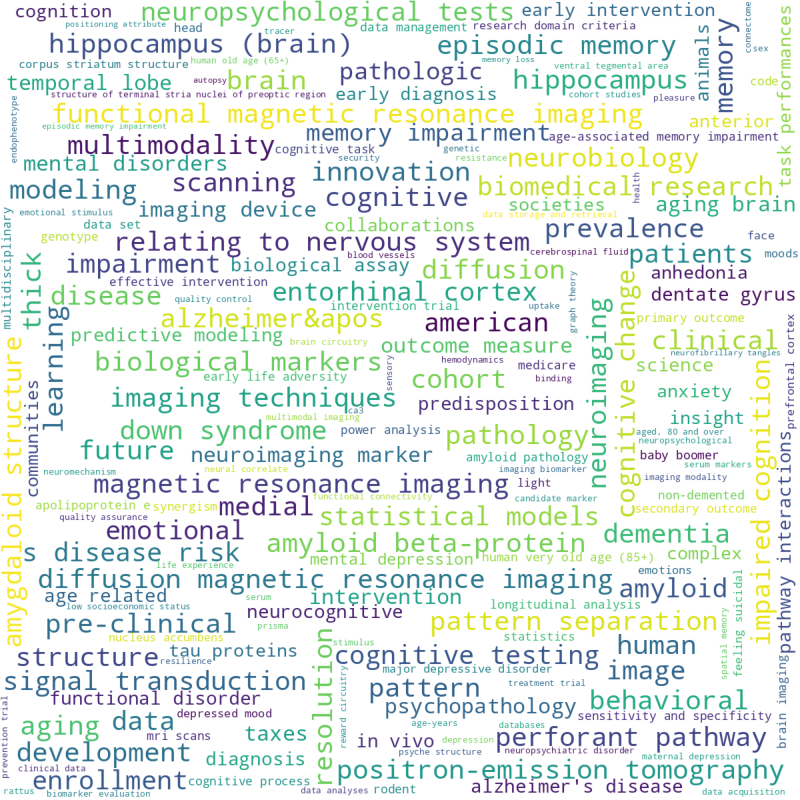 cognition
positioning attribute
neuropsychological tests
head
early intervention
data management
research domain criteria
tracer
hippocampus (brain)
episodic memory
connectome
sex
corpus striatum structure
human old age (65+)
pathologic
memory loss
ventral tegmental area
animals
memory
task performances
temporal lobe
autopsy
brain
hippocampus
code
structure of terminal stria nuclei of preoptic region
early diagnosis
cohort studies
pleasure
endophenotype
functional magnetic resonance imaging
anterior
episodic memory impairment
memory impairment
age-associated memory impairment
multimodality
cognitive task
genetic
mental disorders
security
resistance
neurobiology
scanning
innovation
health
modeling
cognitive
biomedical research
emotional stimulus
imaging device
societies
aging brain
multidisciplinary
data set
collaborations
data storage and retrieval
prevalence
genotype
relating to nervous system
face
blood vessels
cerebrospinal fluid
patients
moods
impairment
biological assay
diffusion
anhedonia
thick
effective intervention
disease
quality control
entorhinal cortex
dentate gyrus
intervention trial
uptake
graph theory
neuroimaging
cognitive change
alzheimer&apos
american
primary outcome
learning
predictive modeling
brain circuitry
outcome measure
clinical
prefrontal cortex
biological markers
hemodynamics
medicare
neurofibrillary tangles
early life adversity
sensory
cohort
binding
science
amygdaloid structure
communities
imaging techniques
predisposition
anxiety
impaired cognition
multimodal imaging
ca3
insight
down syndrome
power analysis
pathology
aged, 80 and over
neuropsychological
future
neuroimaging marker
amyloid pathology
baby boomer
pathway interactions
neuromechanism
neural correlate
imaging biomarker
serum markers
magnetic resonance imaging
light
imaging modality
apolipoprotein e
synergism
medial
functional connectivity
candidate marker
non-demented
quality assurance
statistical models
secondary outcome
emotional
dementia
s disease risk
amyloid beta-protein
mental depression
human very old age (85+)
complex
life experience
diffusion magnetic resonance imaging
emotions
amyloid
age related
serum
intervention
longitudinal analysis
feeling suicidal
low socioeconomic status
neurocognitive
spatial memory
pre-clinical
prisma
pattern separation
nucleus accumbens
statistics
human
structure
tau proteins
resolution
stimulus
cognitive testing
image
brain imaging
resilience
major depressive disorder
signal transduction
pattern
treatment trial
behavioral
prevention trial
functional disorder
reward circuitry
psychopathology
sensitivity and specificity
aging
data
depressed mood
taxes
age-years
databases
perforant pathway
mri scans
in vivo
depression
maternal depression
development
diagnosis
psyche structure
neuropsychiatric disorder
clinical data
enrollment
cognitive process
positron-emission tomography
rattus
biomarker evaluation
data analyses
rodent
alzheimer's disease
data acquisition